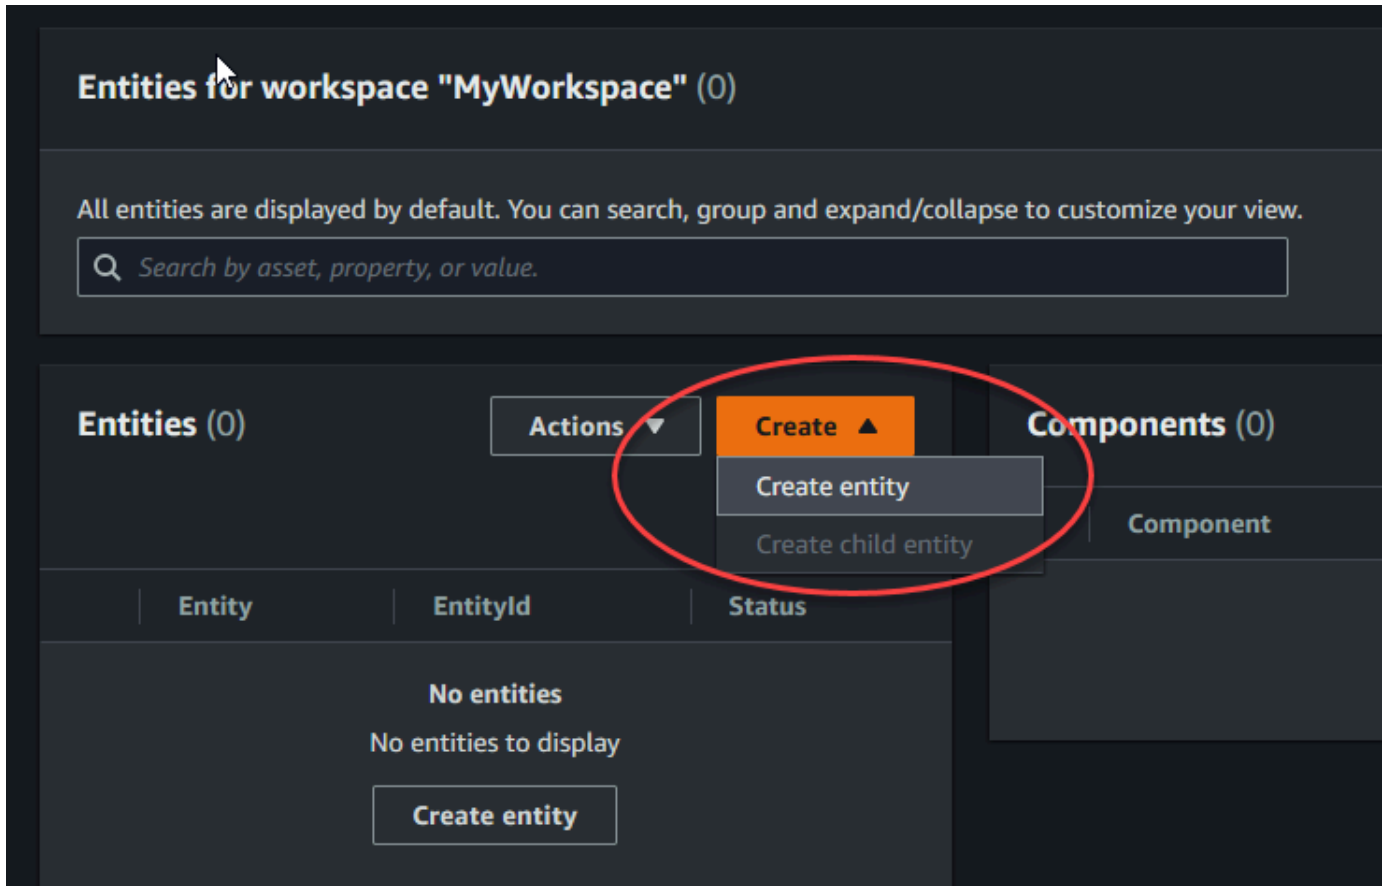 Entities for workspace "MyWorkspace" (0)
All entities are displayed by default. You can search, group and expand/collapse to customize your view.
Search by asset, property, or value.
Entities (0)
Actions
Create
Create entity
Create child entity
Entity
EntityId
Status
No entities
No entities to display
Create entity
Components (0)
Component